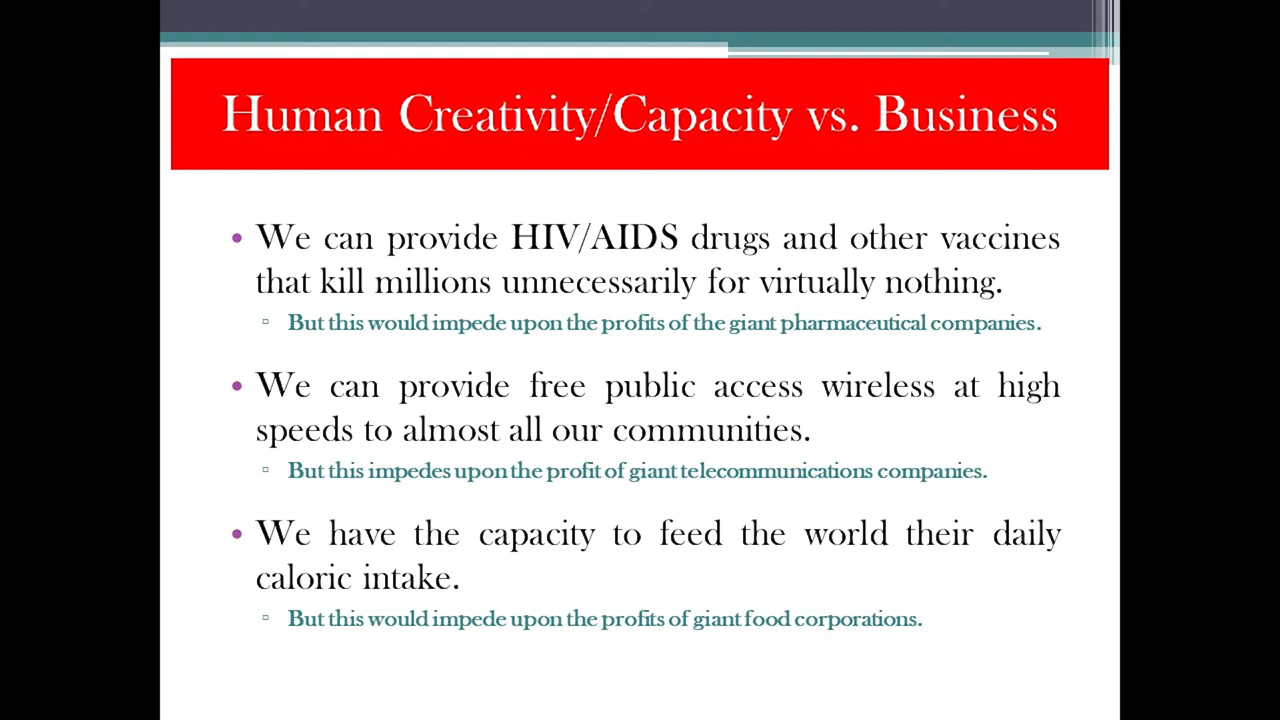 Human Creativity/Capacity vs. Business
• We can provide HIV/AIDS drugs and other vaccines
that kill millions unnecessarily for virtually nothing.
▫ But this would impede upon the profits of the giant pharmaceutical companies.
• We can provide free public access wireless at high
speeds to almost all our communities.
▫ But this impedes upon the profit of giant telecommunications companies.
• We have the capacity to feed the world their daily
caloric intake.
▫ But this would impede upon the profits of giant food corporations.